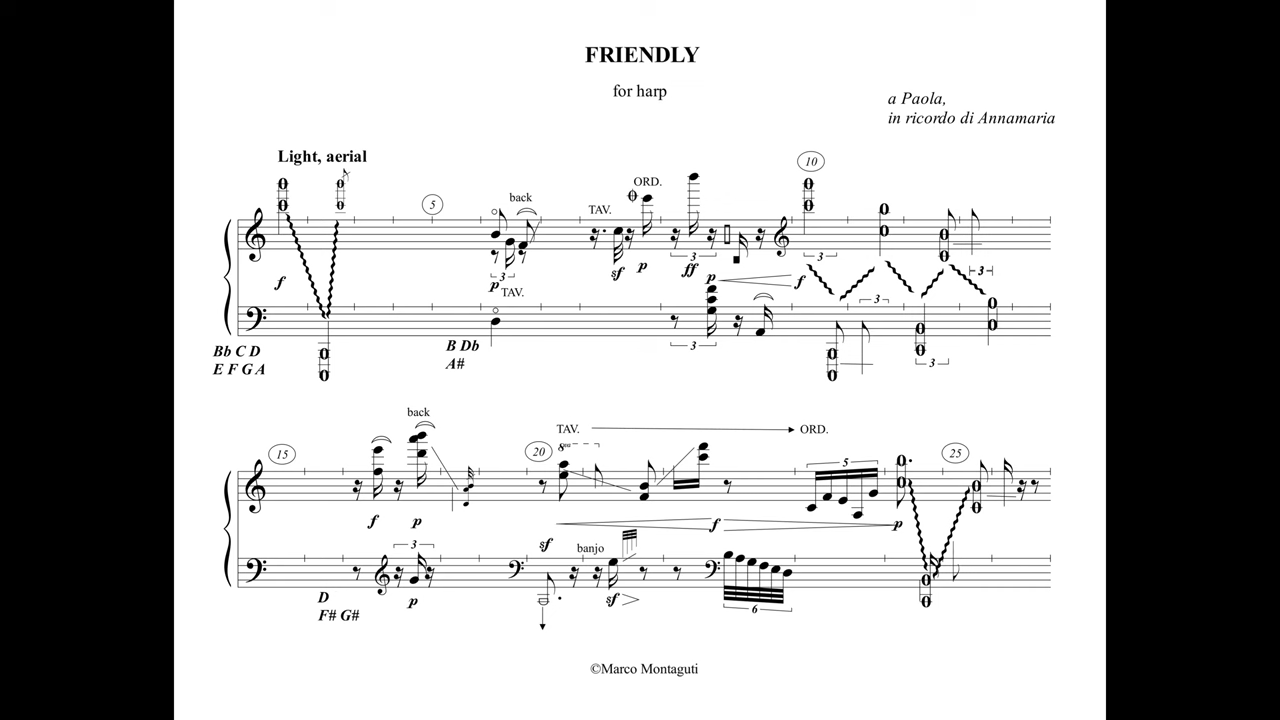 FRIENDLY
for harp
a Paola,
in ricordo di Annamaria
Light, aerial
10
5
ORD.
back
TAV.
3
sf p ff
3
3
f
3
p
p
f
3
TAV.
3
Bb C D
E F G A
B Db
A#
3
3
back
TAV.
ORD.
15
20
8va
25
5
f p
f
p
sf
banjo
3
D
F# G#
p
sf
6
©Marco Montaguti